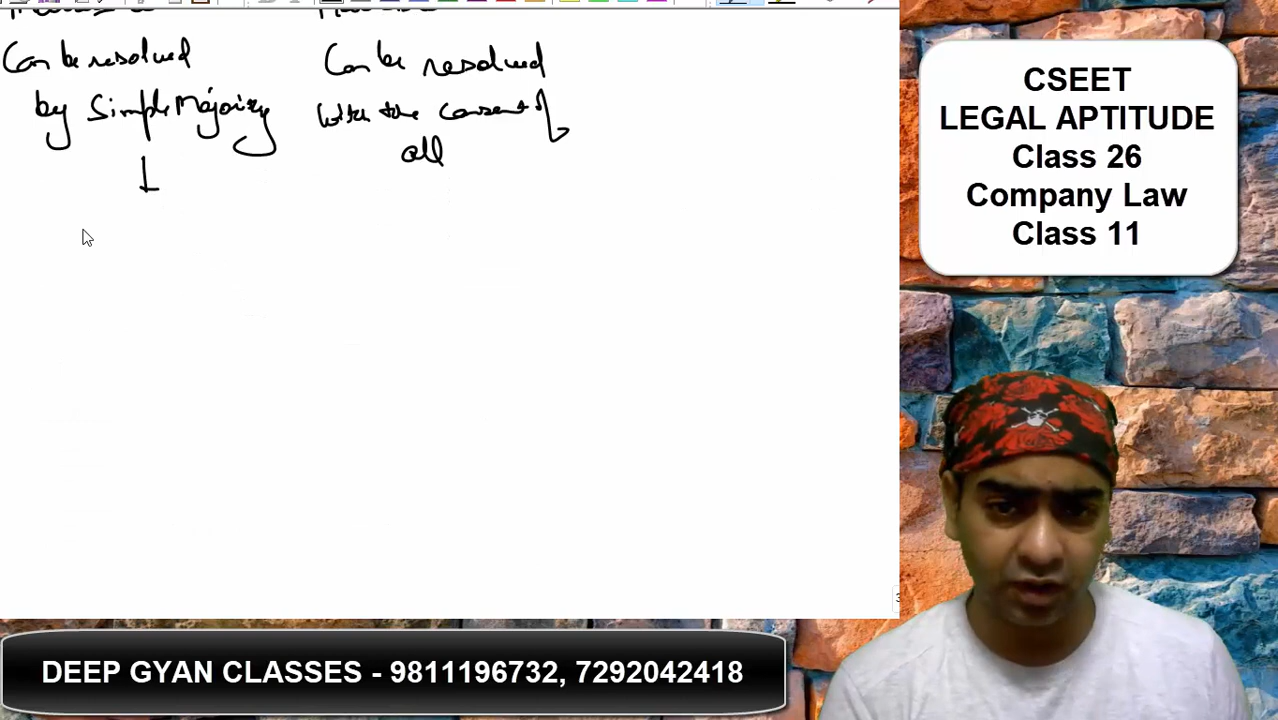 Can be resolved
by Simple Majority
Can be resolved
with the consent of
all
CSEET
LEGAL APTITUDE
Class 26
Company Law
Class 11
DEEP GYAN CLASSES - 9811196732, 7292042418